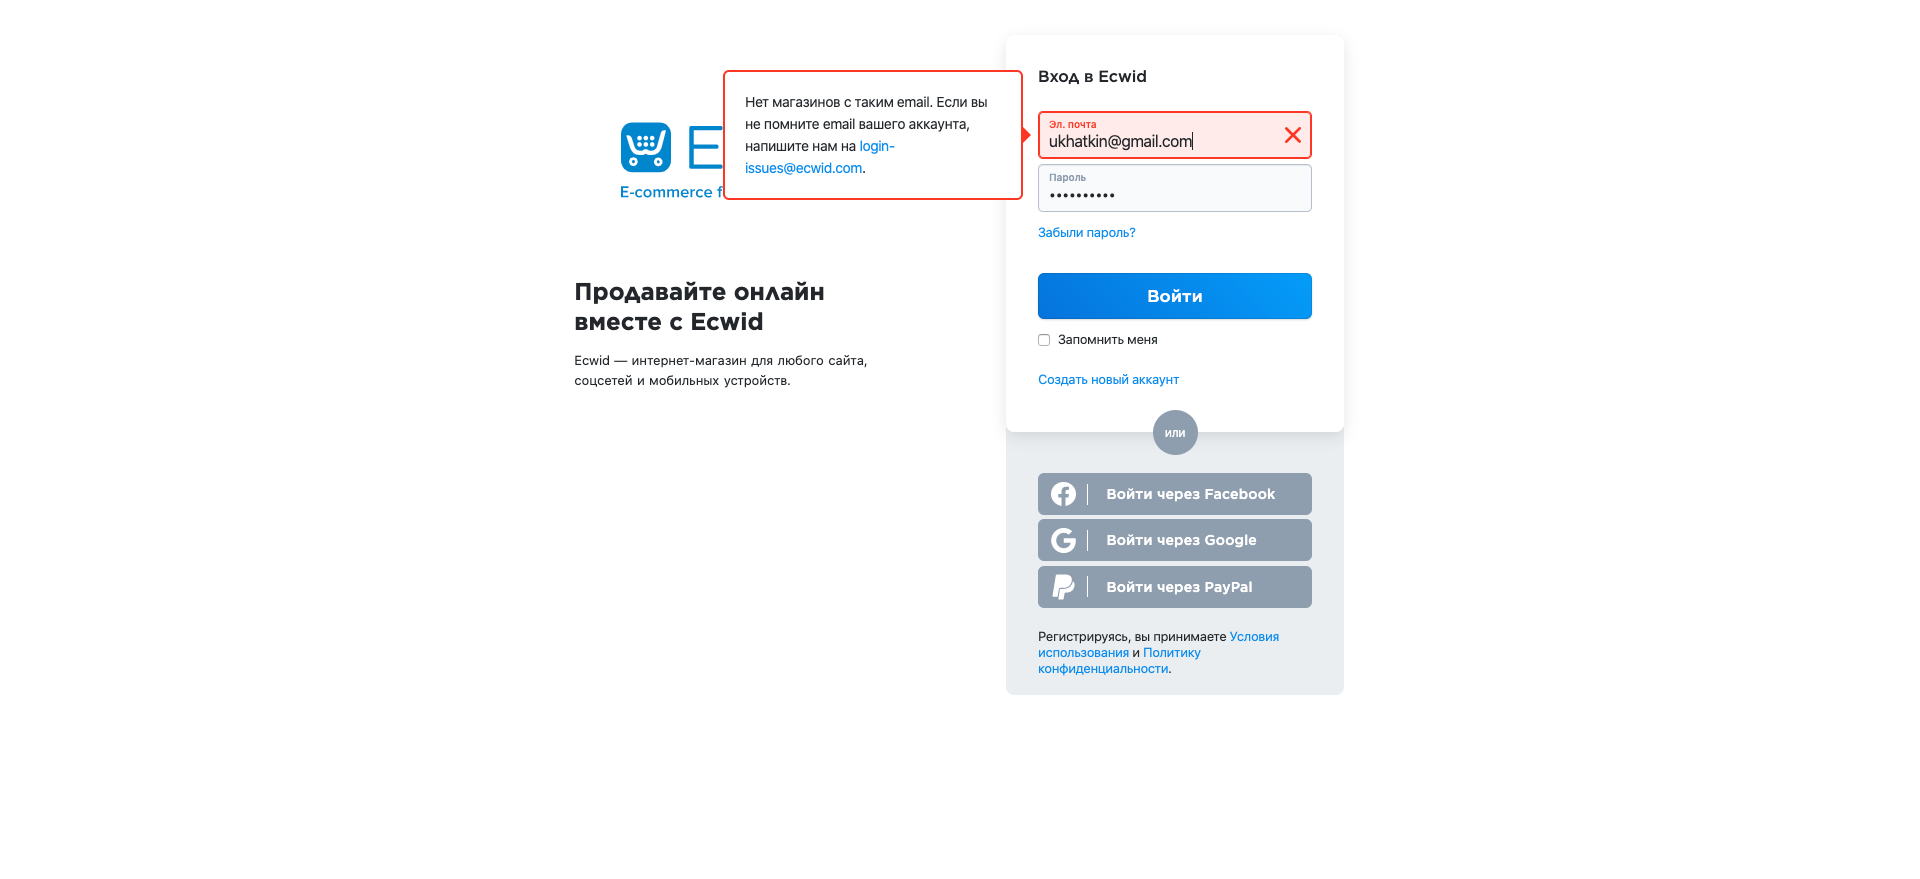 E
E-commerce f
Нет магазинов с таким email. Если вы
не помните email вашего аккаунта,
напишите нам на login-
issues@ecwid.com.
Продавайте онлайн
вместе с Ecwid
Ecwid — интернет-магазин для любого сайта,
соцсетей и мобильных устройств.
Вход в Ecwid
Эл. почта
ukhatkin@gmail.com
Пароль
••••••••••
Забыли пароль?
Войти
Запомнить меня
Создать новый аккаунт
или
Войти через Facebook
Войти через Google
Войти через PayPal
Регистрируясь, вы принимаете Условия
использования и Политику
конфиденциальности.